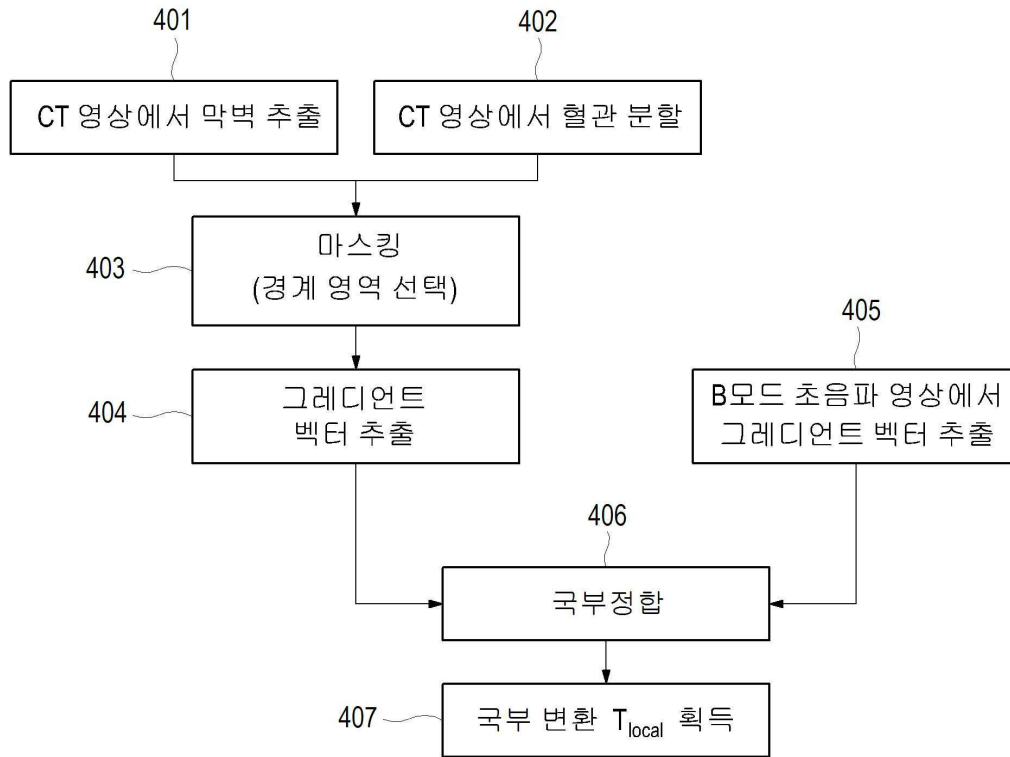 401
402
CT 영상에서 막벽 추출
CT 영상에서 혈관 분할
403
마스킹
(경계 영역 선택)
404
그레디언트
벡터 추출
405
B모드 초음파 영상에서
그레디언트 벡터 추출
406
국부정합
407
국부 변환 Tlocal 획득